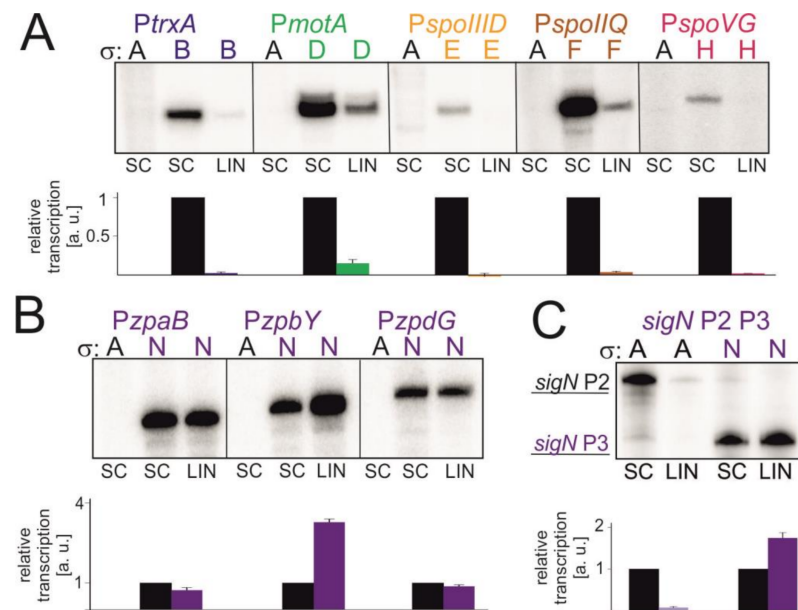 A
PtrxA PmotA PspoIIID PspoIIQ PspoVG
σ: A B B A D D A E E A F F A H H
SC SC LIN SC SC LIN SC SC LIN SC SC LIN SC SC LIN
relative
transcription
[a. u.]
1
0.5
B
PzpaB PzpbY PzpdG
σ: A N N A N N A N N
SC SC LIN SC SC LIN SC SC LIN
relative
transcription
[a. u.]
4
1
C
sigN P2 P3
σ: A A N N
sigN P2
sigN P3
SC LIN SC LIN
relative
transcription
[a. u.]
2
1